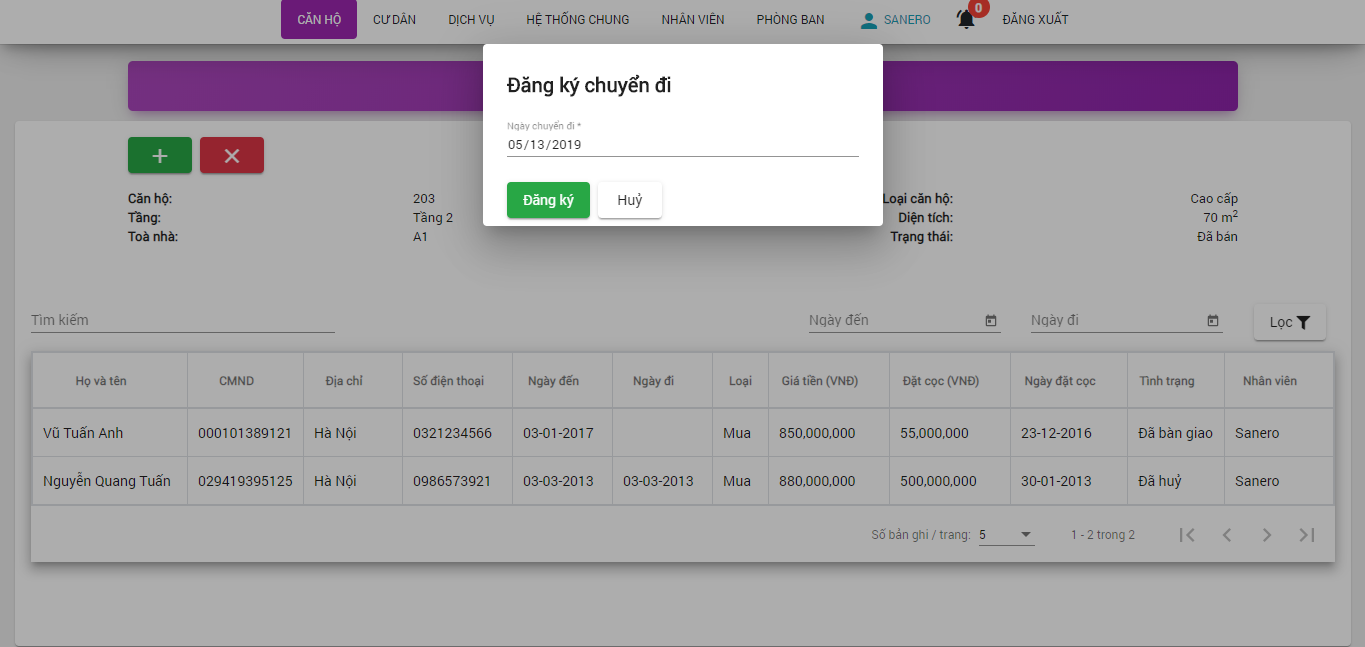 CĂN HỘ CƯ DÂN DỊCH VỤ HỆ THỐNG CHUNG NHÂN VIÊN PHÒNG BAN SANERO 0 ĐĂNG XUẤT
Đăng ký chuyển đi
Ngày chuyển đi *
05/13/2019
Đăng ký Huỷ
Căn hộ: 203 Loại căn hộ: Cao cấp
Tầng: Tầng 2 Diện tích: 70 m²
Toà nhà: A1 Trạng thái: Đã bán
Tìm kiếm Ngày đến Ngày đi Lọc
Họ và tên CMND Địa chỉ Số điện thoại Ngày đến Ngày đi Loại Giá tiền (VNĐ) Đặt cọc (VNĐ) Ngày đặt cọc Tình trạng Nhân viên
Vũ Tuấn Anh 000101389121 Hà Nội 0321234566 03-01-2017 Mua 850,000,000 55,000,000 23-12-2016 Đã bàn giao Sanero
Nguyễn Quang Tuấn 029419395125 Hà Nội 0986573921 03-03-2013 03-03-2013 Mua 880,000,000 500,000,000 30-01-2013 Đã huỷ Sanero
Số bản ghi / trang: 5 1 - 2 trong 2